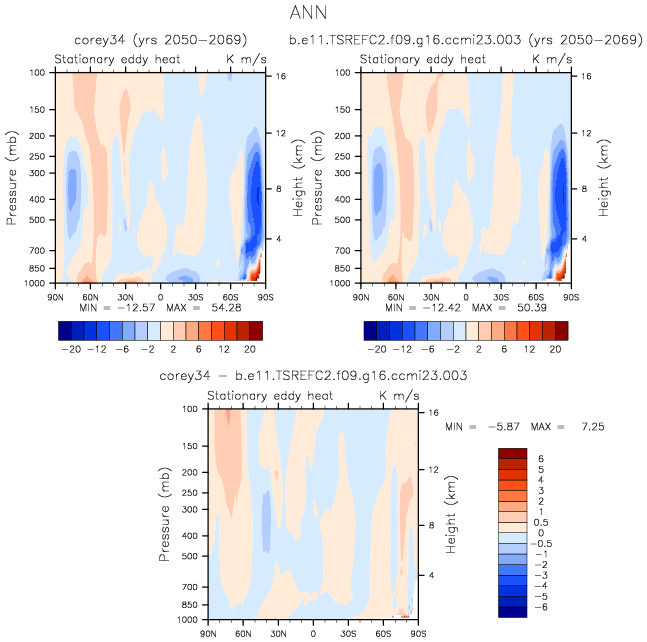 ANN
corey34 (yrs 2050-2069)
b.e11.TSREFC2.f09.g16.ccmi23.003 (yrs 2050-2069)
Stationary eddy heat K m/s
Stationary eddy heat K m/s
Pressure (mb)
100
150
200
250
300
400
500
700
850
1000
16
12
8
4
Height (km)
90N 60N 30N 0 30S 60S 90S
MIN = -12.57 MAX = 54.28
-20 -12 -6 -2 2 6 12 20
Pressure (mb)
100
150
200
250
300
400
500
700
850
1000
16
12
8
4
Height (km)
90N 60N 30N 0 30S 60S 90S
MIN = -12.42 MAX = 50.39
-20 -12 -6 -2 2 6 12 20
corey34 - b.e11.TSREFC2.f09.g16.ccmi23.003
Stationary eddy heat K m/s
Pressure (mb)
100
150
200
250
300
400
500
700
850
1000
16
12
8
4
Height (km)
90N 60N 30N 0 30S 60S 90S
MIN = -5.87 MAX = 7.25
6
5
4
3
2
1
0.5
0
-0.5
-1
-2
-3
-4
-5
-6